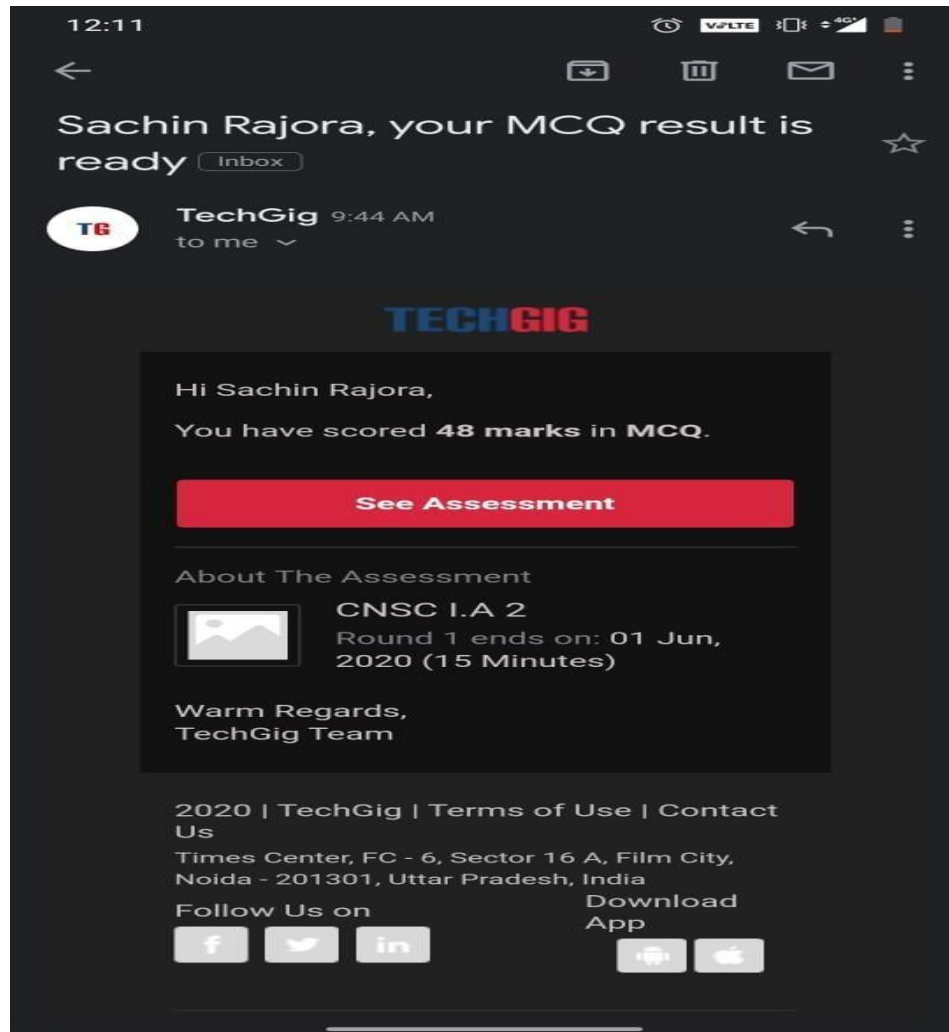 12:11
VoLTE 4G+
Sachin Rajora, your MCQ result is
ready Inbox
TG
TechGig 9:44 AM
to me
TECHGIG
Hi Sachin Rajora,
You have scored 48 marks in MCQ.
See Assessment
About The Assessment
CNSC I.A 2
Round 1 ends on: 01 Jun,
2020 (15 Minutes)
Warm Regards,
TechGig Team
2020 | TechGig | Terms of Use | Contact
Us
Times Center, FC - 6, Sector 16 A, Film City,
Noida - 201301, Uttar Pradesh, India
Follow Us on
Download
App
f
in